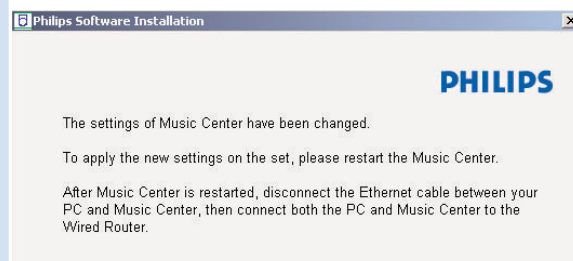 Philips Software Installation
PHILIPS
The settings of Music Center have been changed.
To apply the new settings on the set, please restart the Music Center.
After Music Center is restarted, disconnect the Ethernet cable between your
PC and Music Center, then connect both the PC and Music Center to the
Wired Router.